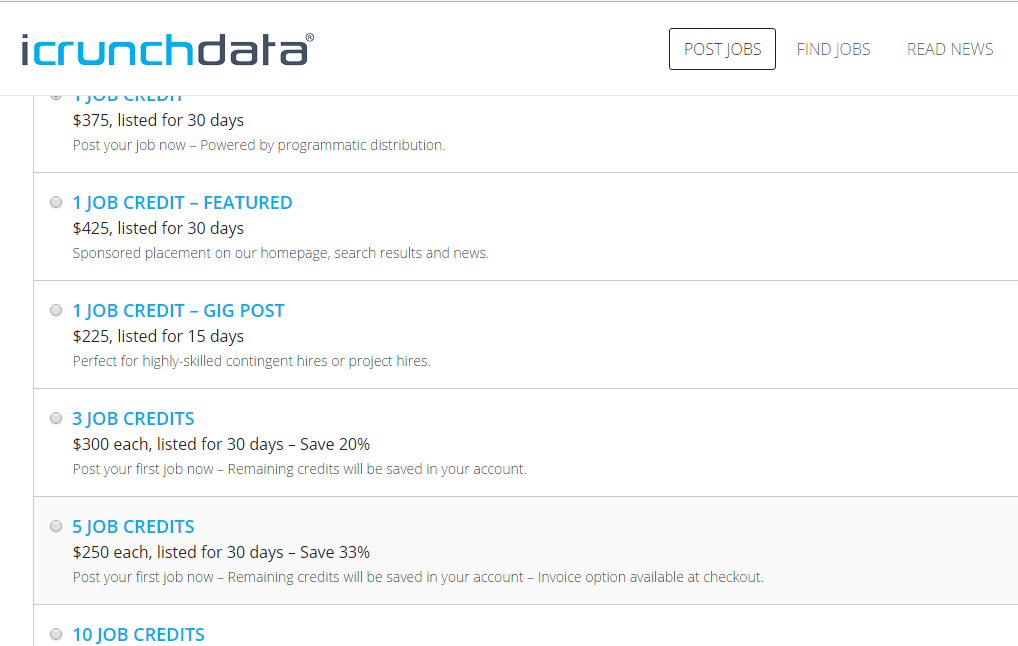 icrunchdata®
POST JOBS
FIND JOBS
READ NEWS
1 JOB CREDIT
$375, listed for 30 days
Post your job now – Powered by programmatic distribution.
1 JOB CREDIT – FEATURED
$425, listed for 30 days
Sponsored placement on our homepage, search results and news.
1 JOB CREDIT – GIG POST
$225, listed for 15 days
Perfect for highly-skilled contingent hires or project hires.
3 JOB CREDITS
$300 each, listed for 30 days – Save 20%
Post your first job now – Remaining credits will be saved in your account.
5 JOB CREDITS
$250 each, listed for 30 days – Save 33%
Post your first job now – Remaining credits will be saved in your account – Invoice option available at checkout.
10 JOB CREDITS